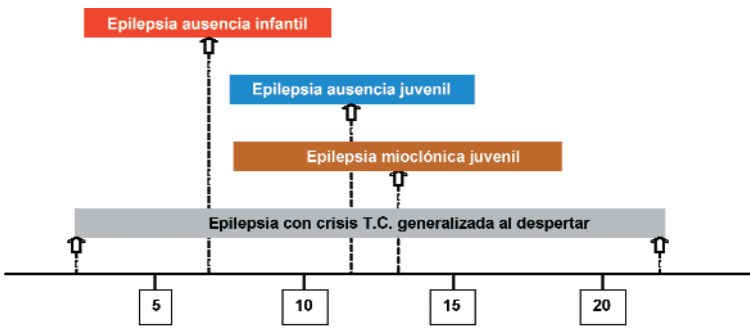 Epilepsia ausencia infantil
Epilepsia ausencia juvenil
Epilepsia mioclónica juvenil
Epilepsia con crisis T.C. generalizada al despertar
5
10
15
20